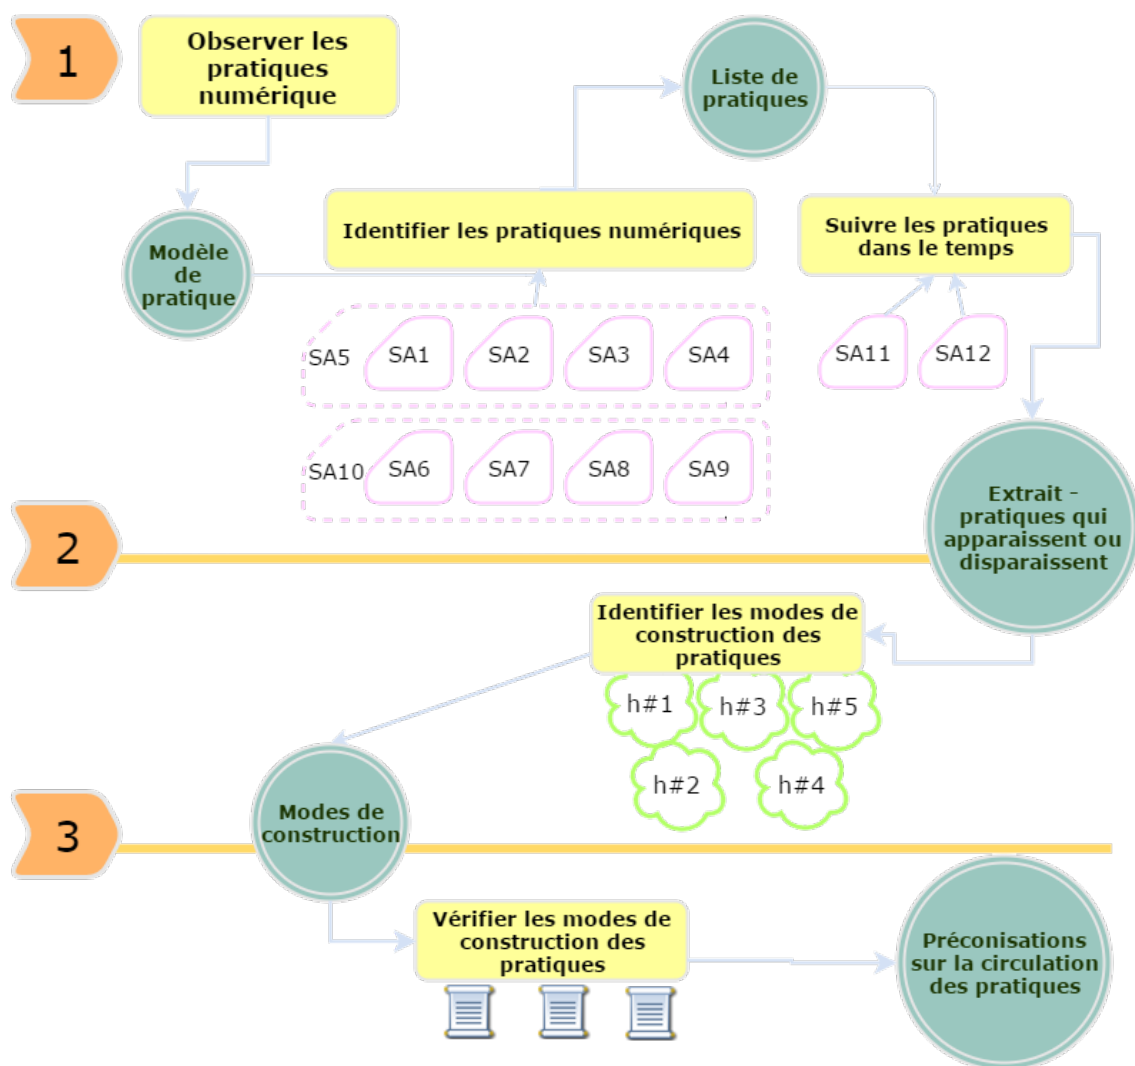 1
Observer les
pratiques
numérique
Liste de
pratiques
Identifier les pratiques numériques
Suivre les pratiques
dans le temps
Modèle
de
pratique
SA5
SA1
SA2
SA3
SA4
SA11
SA12
SA10
SA6
SA7
SA8
SA9
Extrait -
pratiques qui
apparaissent ou
disparaissent
2
Identifier les modes de
construction des
pratiques
h#1
h#3
h#5
h#2
h#4
Modes de
construction
3
Vérifier les modes de
construction des
pratiques
Préconisations
sur la circulation
des pratiques